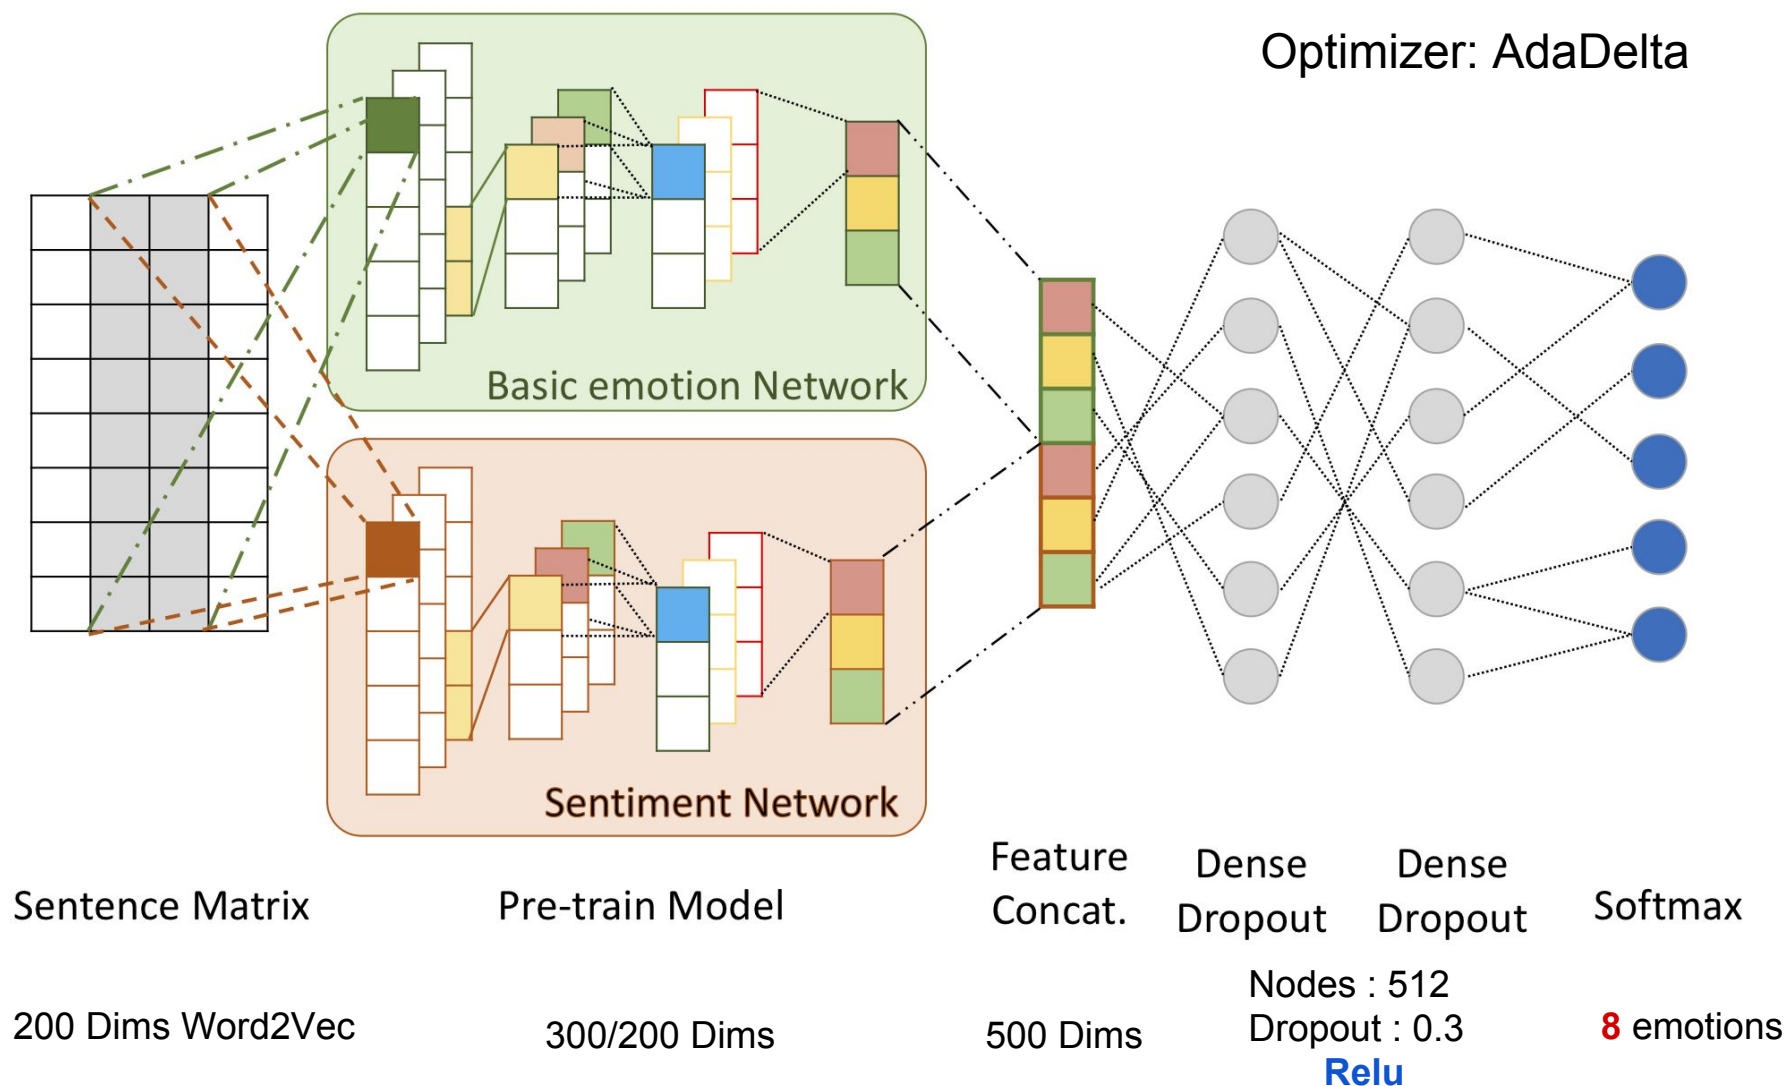 Optimizer: AdaDelta
Basic emotion Network
Sentiment Network
Sentence Matrix
Pre-train Model
Feature
Concat.
Dense
Dropout
Dense
Dropout
Softmax
200 Dims Word2Vec
300/200 Dims
500 Dims
Nodes : 512
Dropout : 0.3
Relu
8 emotions